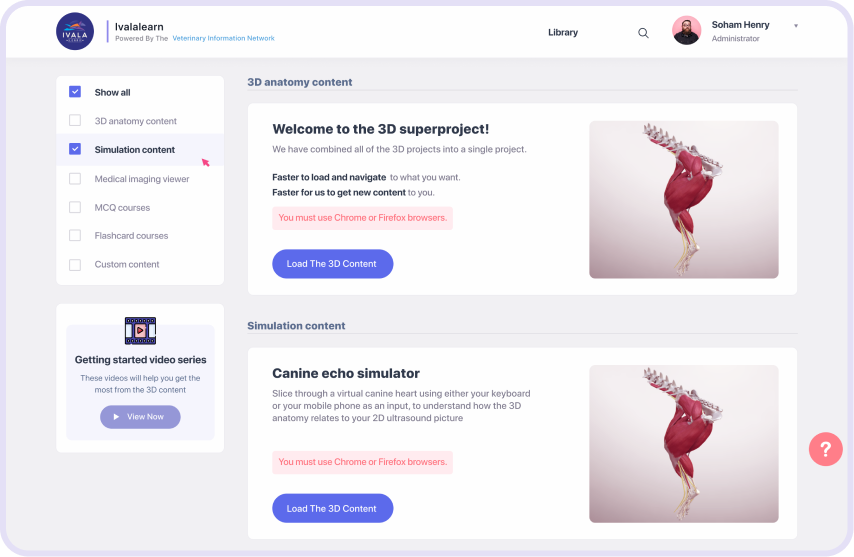 IVALA
LEARN
Ivalalearn
Powered By The Veterinary Information Network
Library
Soham Henry
Administrator
Show all
3D anatomy content
Simulation content
Medical imaging viewer
MCQ courses
Flashcard courses
Custom content
Getting started video series
These videos will help you get the
most from the 3D content
View Now
3D anatomy content
Welcome to the 3D superproject!
We have combined all of the 3D projects into a single project.
Faster to load and navigate to what you want.
Faster for us to get new content to you.
You must use Chrome or Firefox browsers.
Load The 3D Content
Simulation content
Canine echo simulator
Slice through a virtual canine heart using either your keyboard
or your mobile phone as an input, to understand how the 3D
anatomy relates to your 2D ultrasound picture
You must use Chrome or Firefox browsers.
Load The 3D Content
?